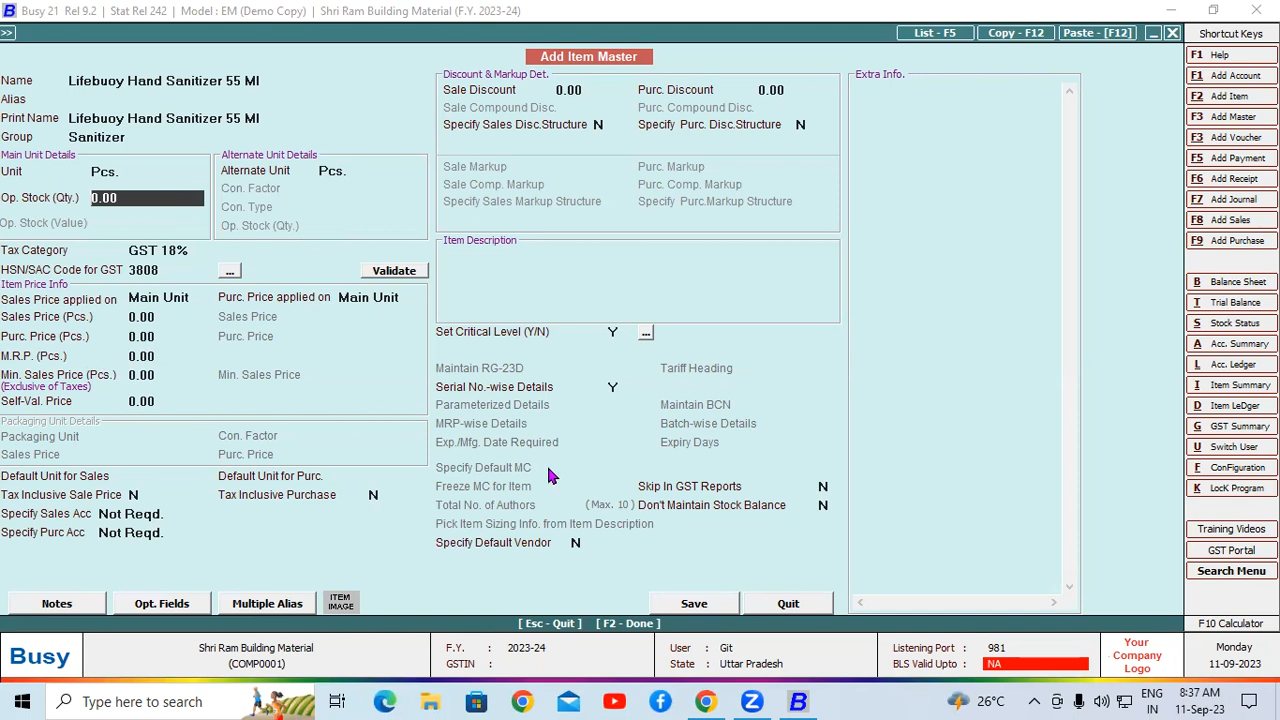 Busy 21 Rel 9.2 | Stat Rel 242 | Model : EM (Demo Copy) | Shri Ram Building Material (F.Y. 2023-24)
>> List - F5 Copy - F12 Paste - [F12] Shortcut Keys
Add Item Master
Name Lifebuoy Hand Sanitizer 55 Ml
Alias
Print Name Lifebuoy Hand Sanitizer 55 Ml
Group Sanitizer
Main Unit Details
Unit Pcs.
Op. Stock (Qty.) 0.00
Op. Stock (Value)
Alternate Unit Details
Alternate Unit Pcs.
Con. Factor
Con. Type
Op. Stock (Qty.)
Tax Category GST 18%
HSN/SAC Code for GST 3808 ... Validate
Item Price Info
Sales Price applied on Main Unit Purc. Price applied on Main Unit
Sales Price (Pcs.) 0.00 Sales Price
Purc. Price (Pcs.) 0.00 Purc. Price
M.R.P. (Pcs.) 0.00
Min. Sales Price (Pcs.) 0.00 Min. Sales Price
(Exclusive of Taxes)
Self-Val. Price 0.00
Packaging Unit Details
Packaging Unit Con. Factor
Sales Price Purc. Price
Default Unit for Sales Default Unit for Purc.
Tax Inclusive Sale Price N Tax Inclusive Purchase N
Specify Sales Acc Not Reqd.
Specify Purc Acc Not Reqd.
Discount & Markup Det.
Sale Discount 0.00 Purc. Discount 0.00
Sale Compound Disc. Purc. Compound Disc.
Specify Sales Disc.Structure N Specify Purc. Disc.Structure N
Sale Markup Purc. Markup
Sale Comp. Markup Purc. Comp. Markup
Specify Sales Markup Structure Specify Purc.Markup Structure
Item Description
Set Critical Level (Y/N) Y ...
Maintain RG-23D Tariff Heading
Serial No.-wise Details Y
Parameterized Details Maintain BCN
MRP-wise Details Batch-wise Details
Exp./Mfg. Date Required Expiry Days
Specify Default MC
Freeze MC for Item Skip In GST Reports N
Total No. of Authors (Max. 10) Don't Maintain Stock Balance N
Pick Item Sizing Info. from Item Description
Specify Default Vendor N
Extra Info.
Notes Opt. Fields Multiple Alias ITEM IMAGE Save Quit
[ Esc - Quit ] [ F2 - Done ]
F1 Help
F1 Add Account
F2 Add Item
F3 Add Master
F3 Add Voucher
F5 Add Payment
F6 Add Receipt
F7 Add Journal
F8 Add Sales
F9 Add Purchase
B Balance Sheet
T Trial Balance
S Stock Status
A Acc. Summary
L Acc. Ledger
I Item Summary
D Item LeDger
G GST Summary
U Switch User
F ConFiguration
K LocK Program
Training Videos
GST Portal
Search Menu
F10 Calculator
Busy
Shri Ram Building Material
(COMP0001)
F.Y. : 2023-24
GSTIN :
User : Git
State : Uttar Pradesh
Listening Port : 981
BLS Valid Upto : NA
Your
Company
Logo
Monday
11-09-2023
Type here to search
26°C
ENG
IN
8:37 AM
11-Sep-23